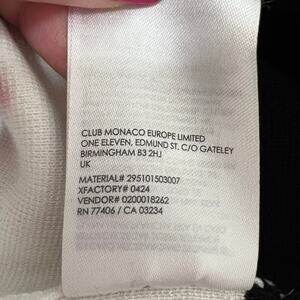 CLUB MONACO EUROPE LIMITED
ONE ELEVEN, EDMUND ST. C/O GATELEY
BIRMINGHAM B3 2HJ
UK
MATERIAL# 295101503007
XFACTORY# 0424
VENDOR# 0200018262
RN 77406 / CA 03234